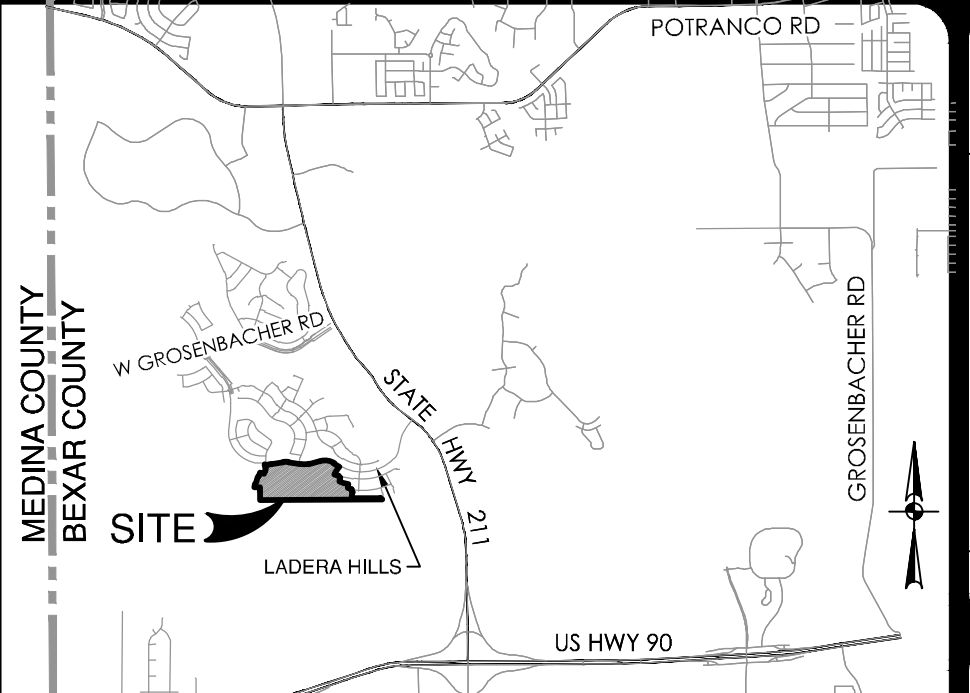 POTRANCO RD
MEDINA COUNTY
BEXAR COUNTY
W GROSENBACHER RD
STATE HWY 211
GROSENBACHER RD
SITE
LADERA HILLS
US HWY 90